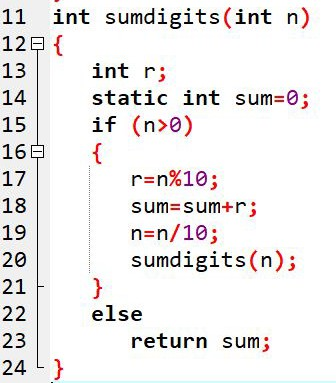 11 int sumdigits(int n)
12 {
13 int r;
14 static int sum=0;
15 if (n>0)
16 {
17 r=n%10;
18 sum=sum+r;
19 n=n/10;
20 sumdigits(n);
21 }
22 else
23 return sum;
24 }